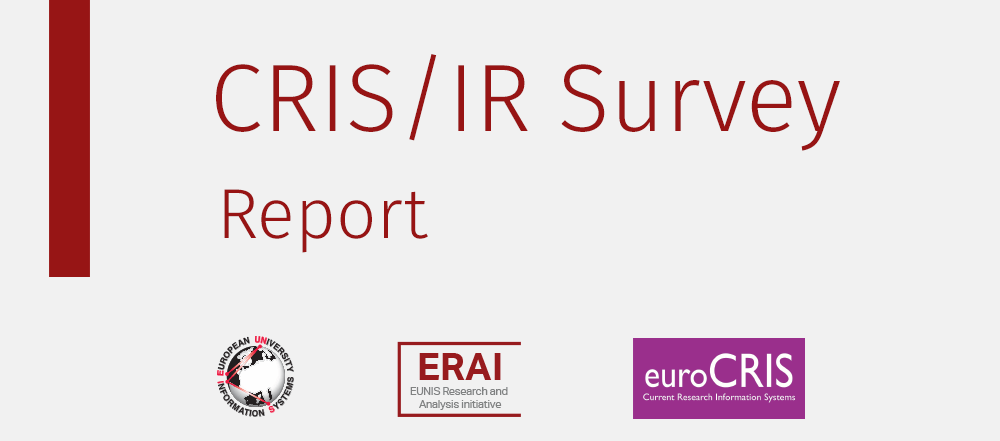 CRIS/IR Survey
Report
EUROPEAN UNIVERSITY
INFORMATION SYSTEMS
ERAI
EUNIS Research and
Analysis initiative
euroCRIS
Current Research Information Systems